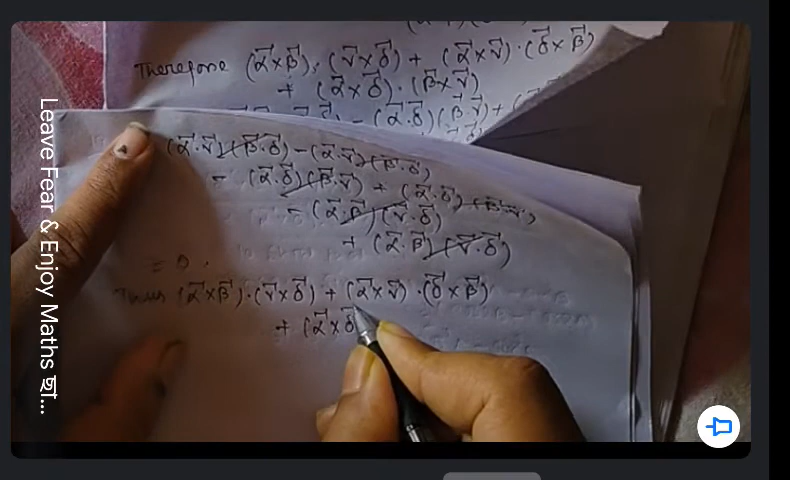 Therefore (α⃗×β⃗).(γ⃗×δ⃗) + (α⃗×γ⃗).(δ⃗×β⃗)
+ (α⃗×δ⃗).(β⃗×γ⃗)
- (α⃗.δ⃗)(β⃗.γ⃗) +
(α⃗.γ⃗)(β⃗.δ⃗) - (α⃗.γ⃗)(β⃗.δ⃗)
- (α⃗.δ⃗)(β⃗.γ⃗) + (α⃗.δ⃗)(β⃗.γ⃗)
- (α⃗.β⃗)(γ⃗.δ⃗)
+ (α⃗.β⃗)(γ⃗.δ⃗)
= 0.
Thus (α⃗×β⃗).(γ⃗×δ⃗) + (α⃗×γ⃗).(δ⃗×β⃗)
+ (α⃗×δ⃗
Leave Fear & Enjoy Maths ছা...